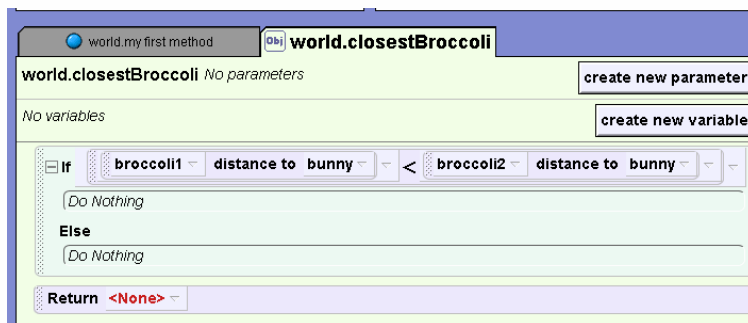 world.my first method
Obj world.closestBroccoli
world.closestBroccoli No parameters create new parameter
No variables create new variable
If broccoli1 distance to bunny < broccoli2 distance to bunny
Do Nothing
Else
Do Nothing
Return <None>